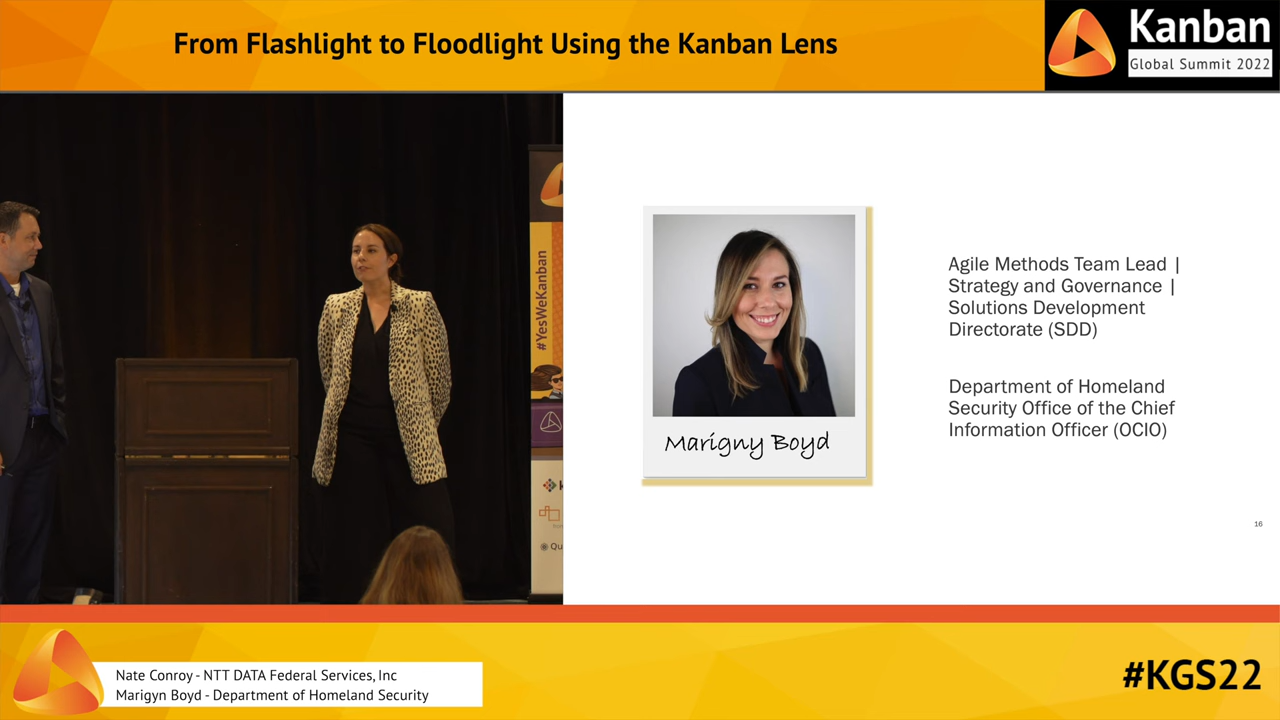 From Flashlight to Floodlight Using the Kanban Lens
Kanban
Global Summit 2022
#YesWeKanban
Marigny Boyd
Agile Methods Team Lead |
Strategy and Governance |
Solutions Development
Directorate (SDD)
Department of Homeland
Security Office of the Chief
Information Officer (OCIO)
16
Qu
Nate Conroy - NTT DATA Federal Services, Inc
Marigyn Boyd - Department of Homeland Security
#KGS22